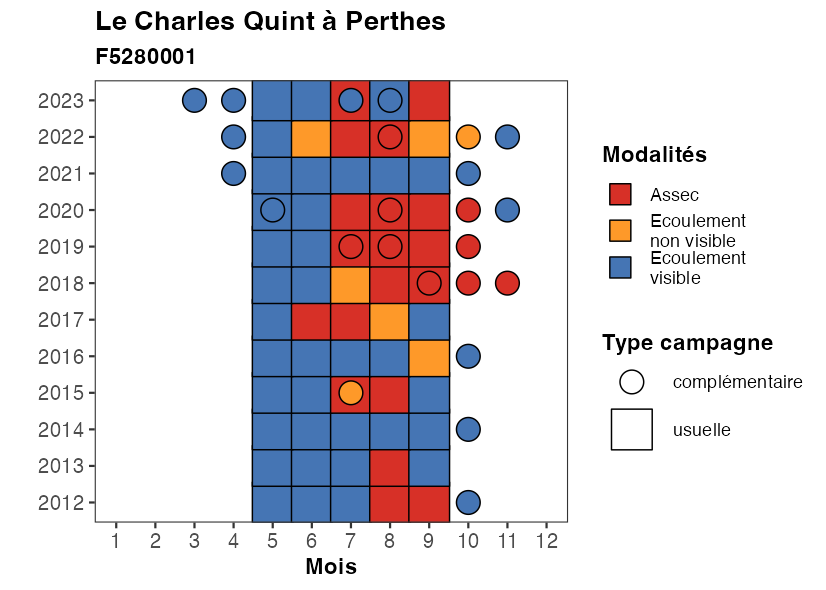 Le Charles Quint à Perthes
F5280001
2023
2022
2021
2020
2019
2018
2017
2016
2015
2014
2013
2012
1 2 3 4 5 6 7 8 9 10 11 12
Mois
Modalités
Assec
Ecoulement
non visible
Ecoulement
visible
Type campagne
complémentaire
usuelle